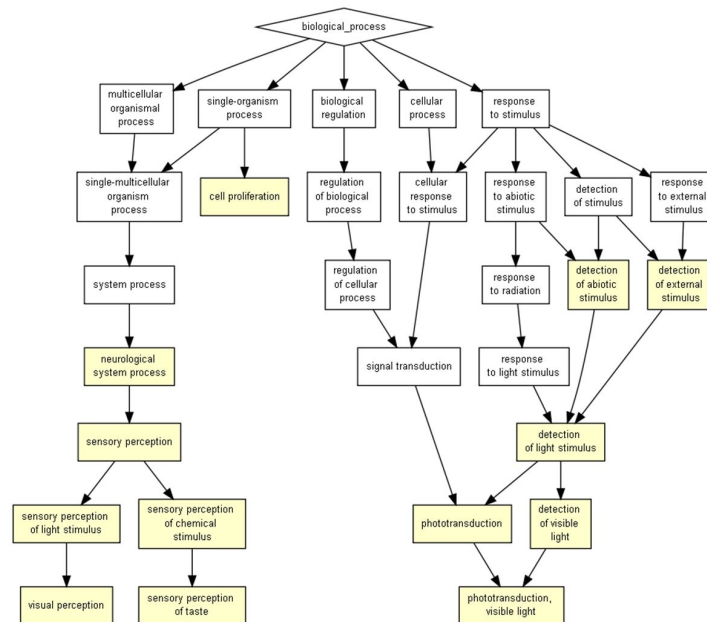 biological_process
multicellular
organismal
process
single-organism
process
biological
regulation
cellular
process
response
to stimulus
single-multicellular
organism
process
cell proliferation
regulation
of biological
process
cellular
response
to stimulus
response
to abiotic
stimulus
detection
of stimulus
response
to external
stimulus
system process
regulation
of cellular
process
response
to radiation
detection
of abiotic
stimulus
detection
of external
stimulus
neurological
system process
signal transduction
response
to light stimulus
sensory perception
detection
of light stimulus
sensory perception
of light stimulus
sensory perception
of chemical
stimulus
phototransduction
detection
of visible
light
visual perception
sensory perception
of taste
phototransduction,
visible light